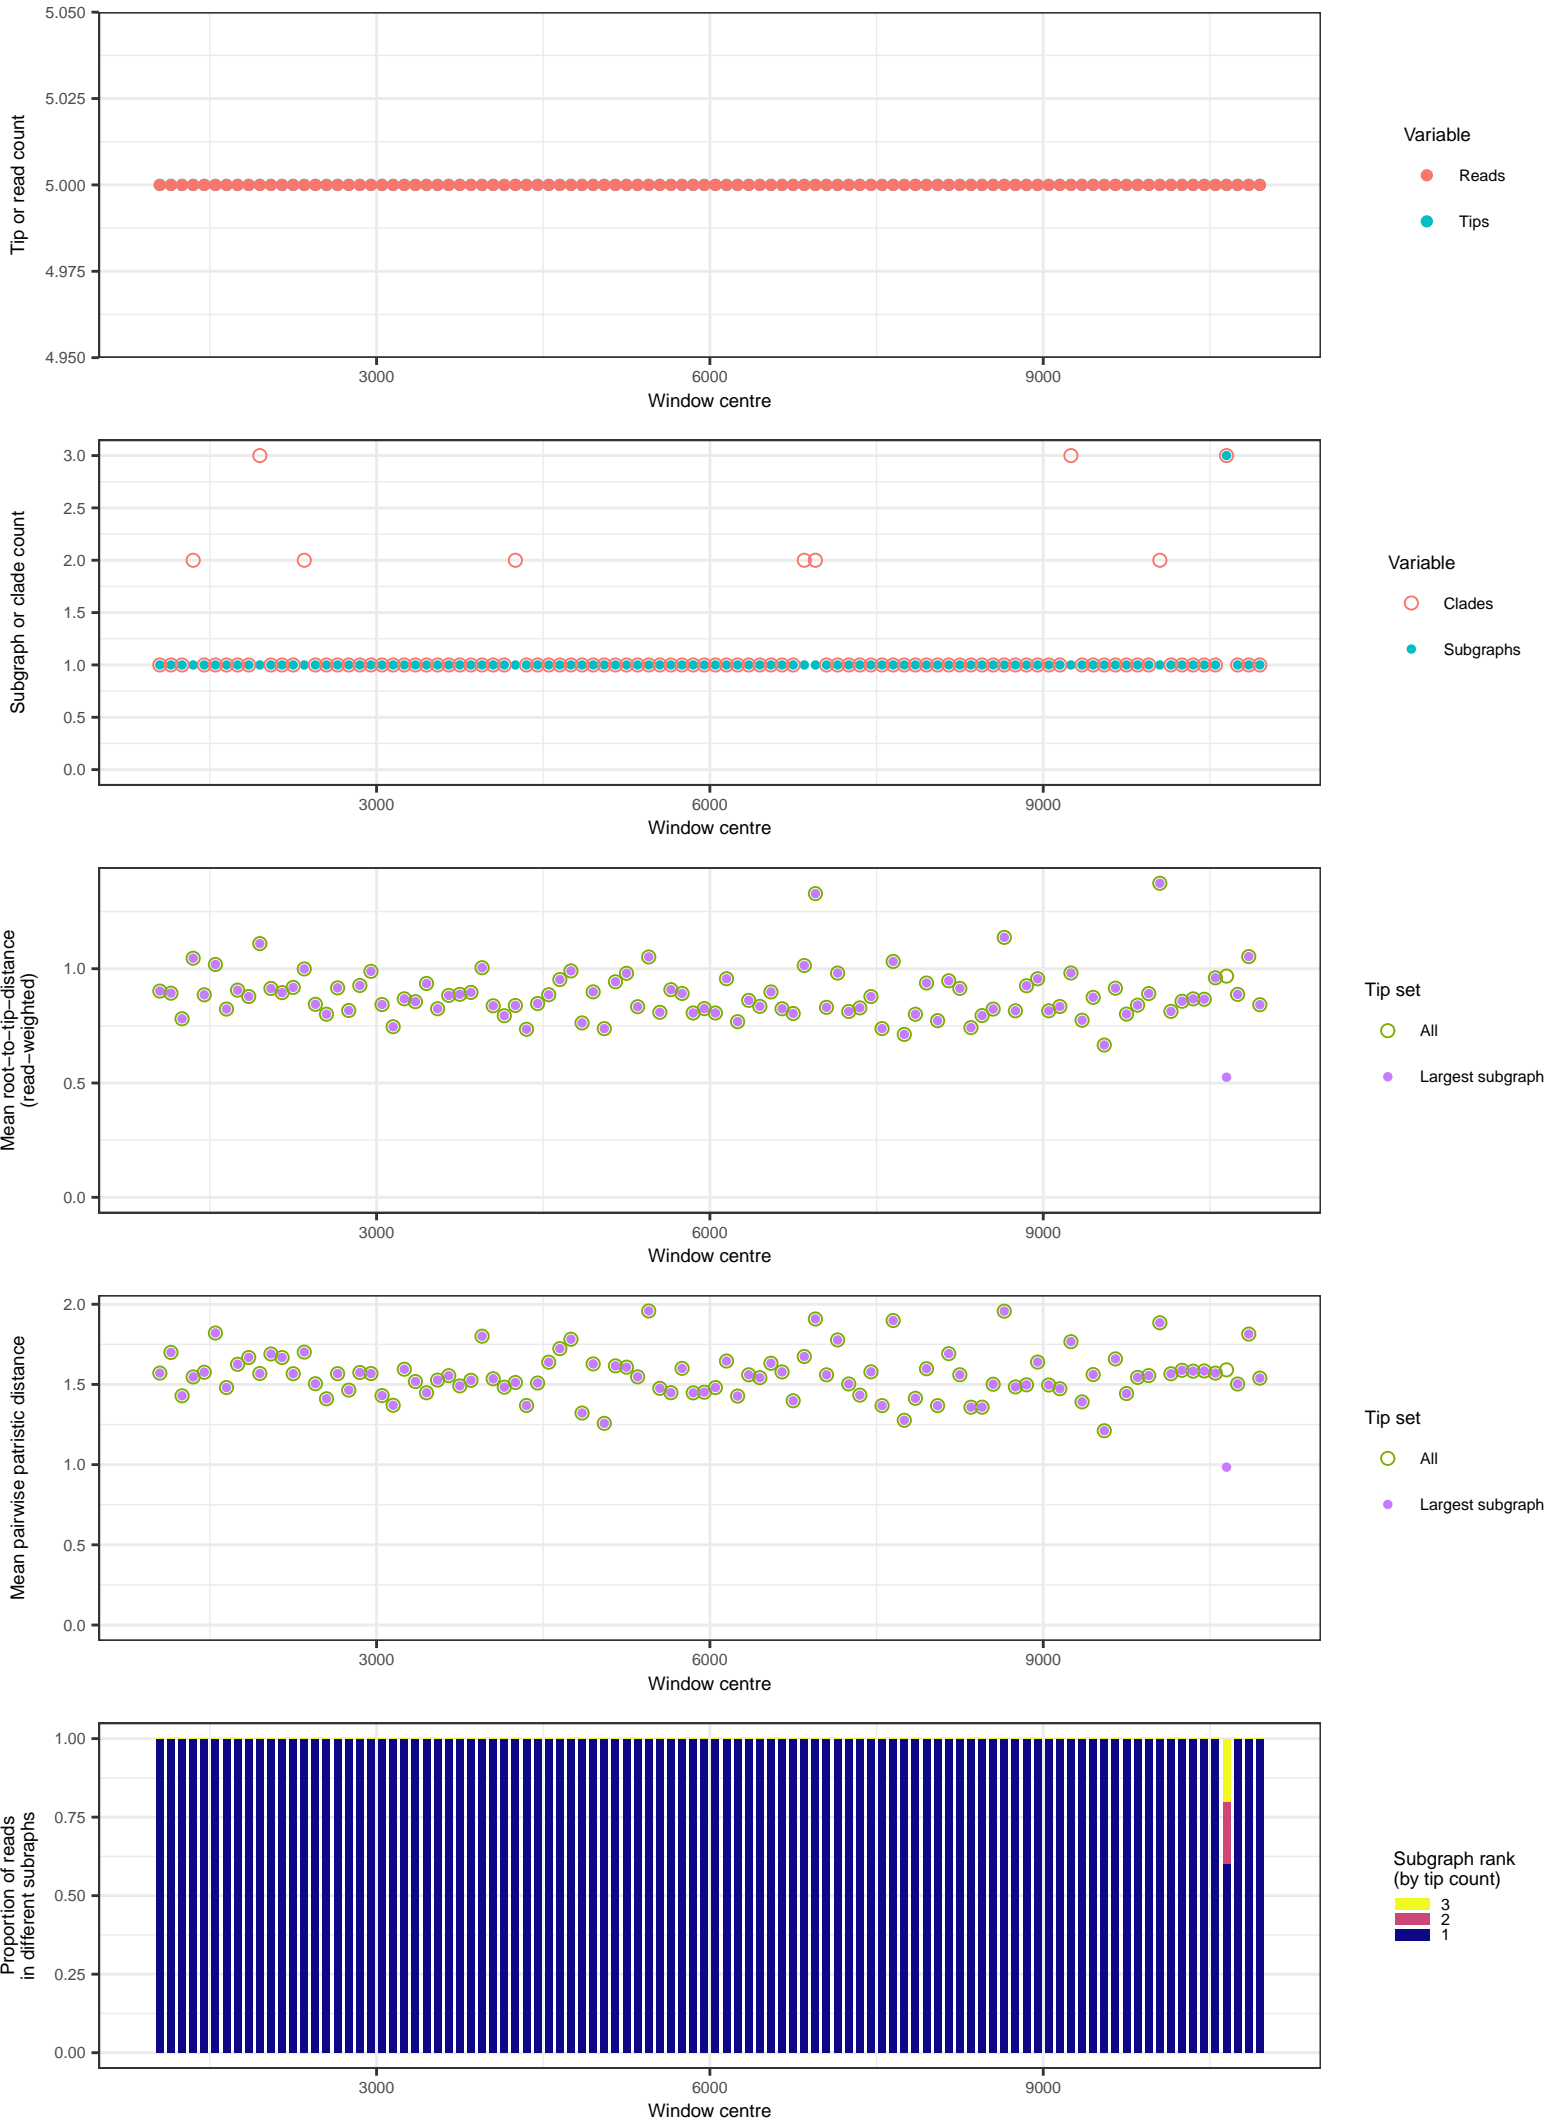 5.050
5.025
5.000
4.975
4.950
Tip or read count
3000
6000
9000
Window centre
Variable
Reads
Tips
3.0
2.5
2.0
1.5
1.0
0.5
0.0
Subgraph or clade count
3000
6000
9000
Window centre
Variable
Clades
Subgraphs
1.0
0.5
0.0
Mean root−to−tip−distance
(read−weighted)
3000
6000
9000
Window centre
Tip set
All
Largest subgraph
2.0
1.5
1.0
0.5
0.0
Mean pairwise patristic distance
3000
6000
9000
Window centre
Tip set
All
Largest subgraph
1.00
0.75
0.50
0.25
0.00
Proportion of reads
in different subraphs
3000
6000
9000
Window centre
Subgraph rank
(by tip count)
3
2
1